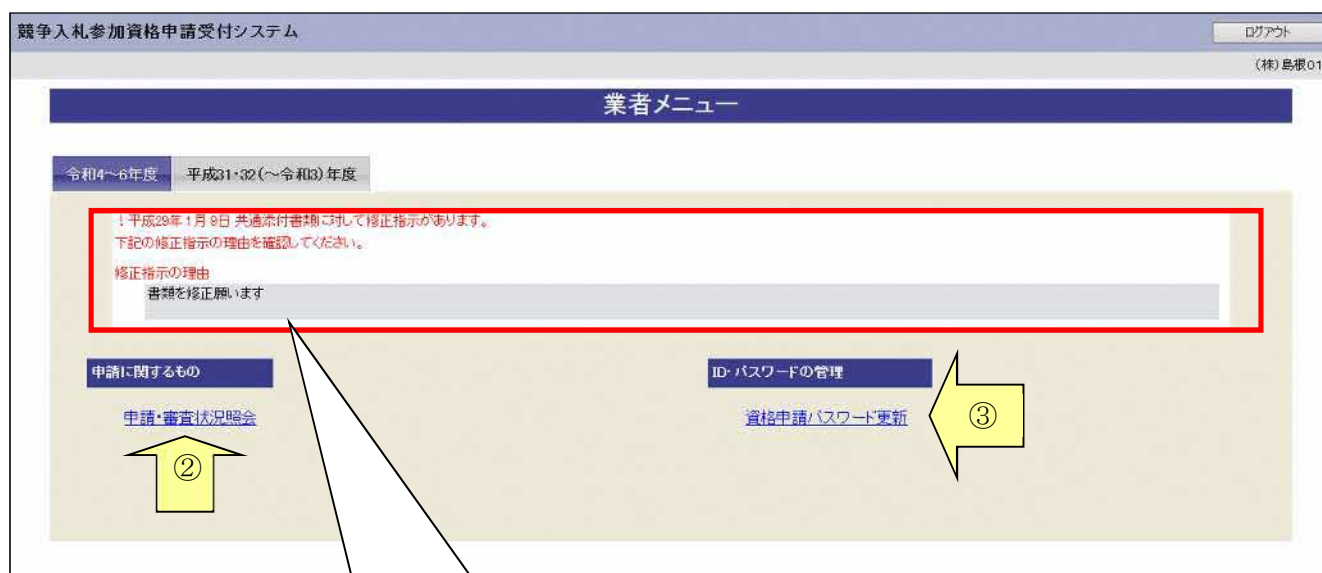 競争入札参加資格申請受付システム
ログアウト
(株)島根01
業者メニュー
令和4～6年度
平成31・32(～令和3)年度
！平成29年1月9日 共通添付書類に対して修正指示があります。
下記の修正指示の理由を確認してください。
修正指示の理由
書類を修正願います
申請に関するもの
ID・パスワードの管理
申請・審査状況照会
資格申請パスワード更新
③
②